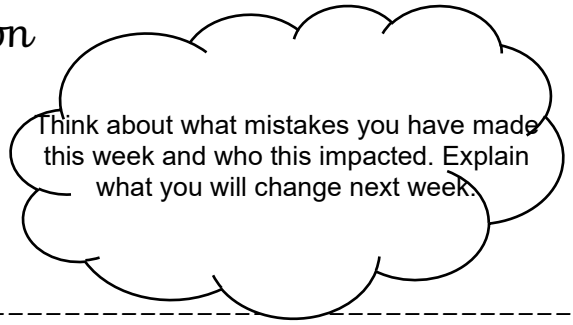 on
Think about what mistakes you have made
this week and who this impacted. Explain
what you will change next week.